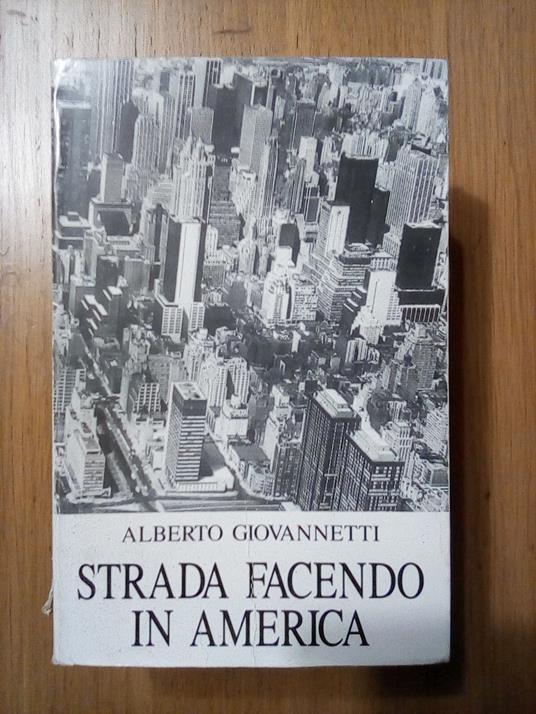 ALBERTO GIOVANNETTI
STRADA FACENDO
IN AMERICA